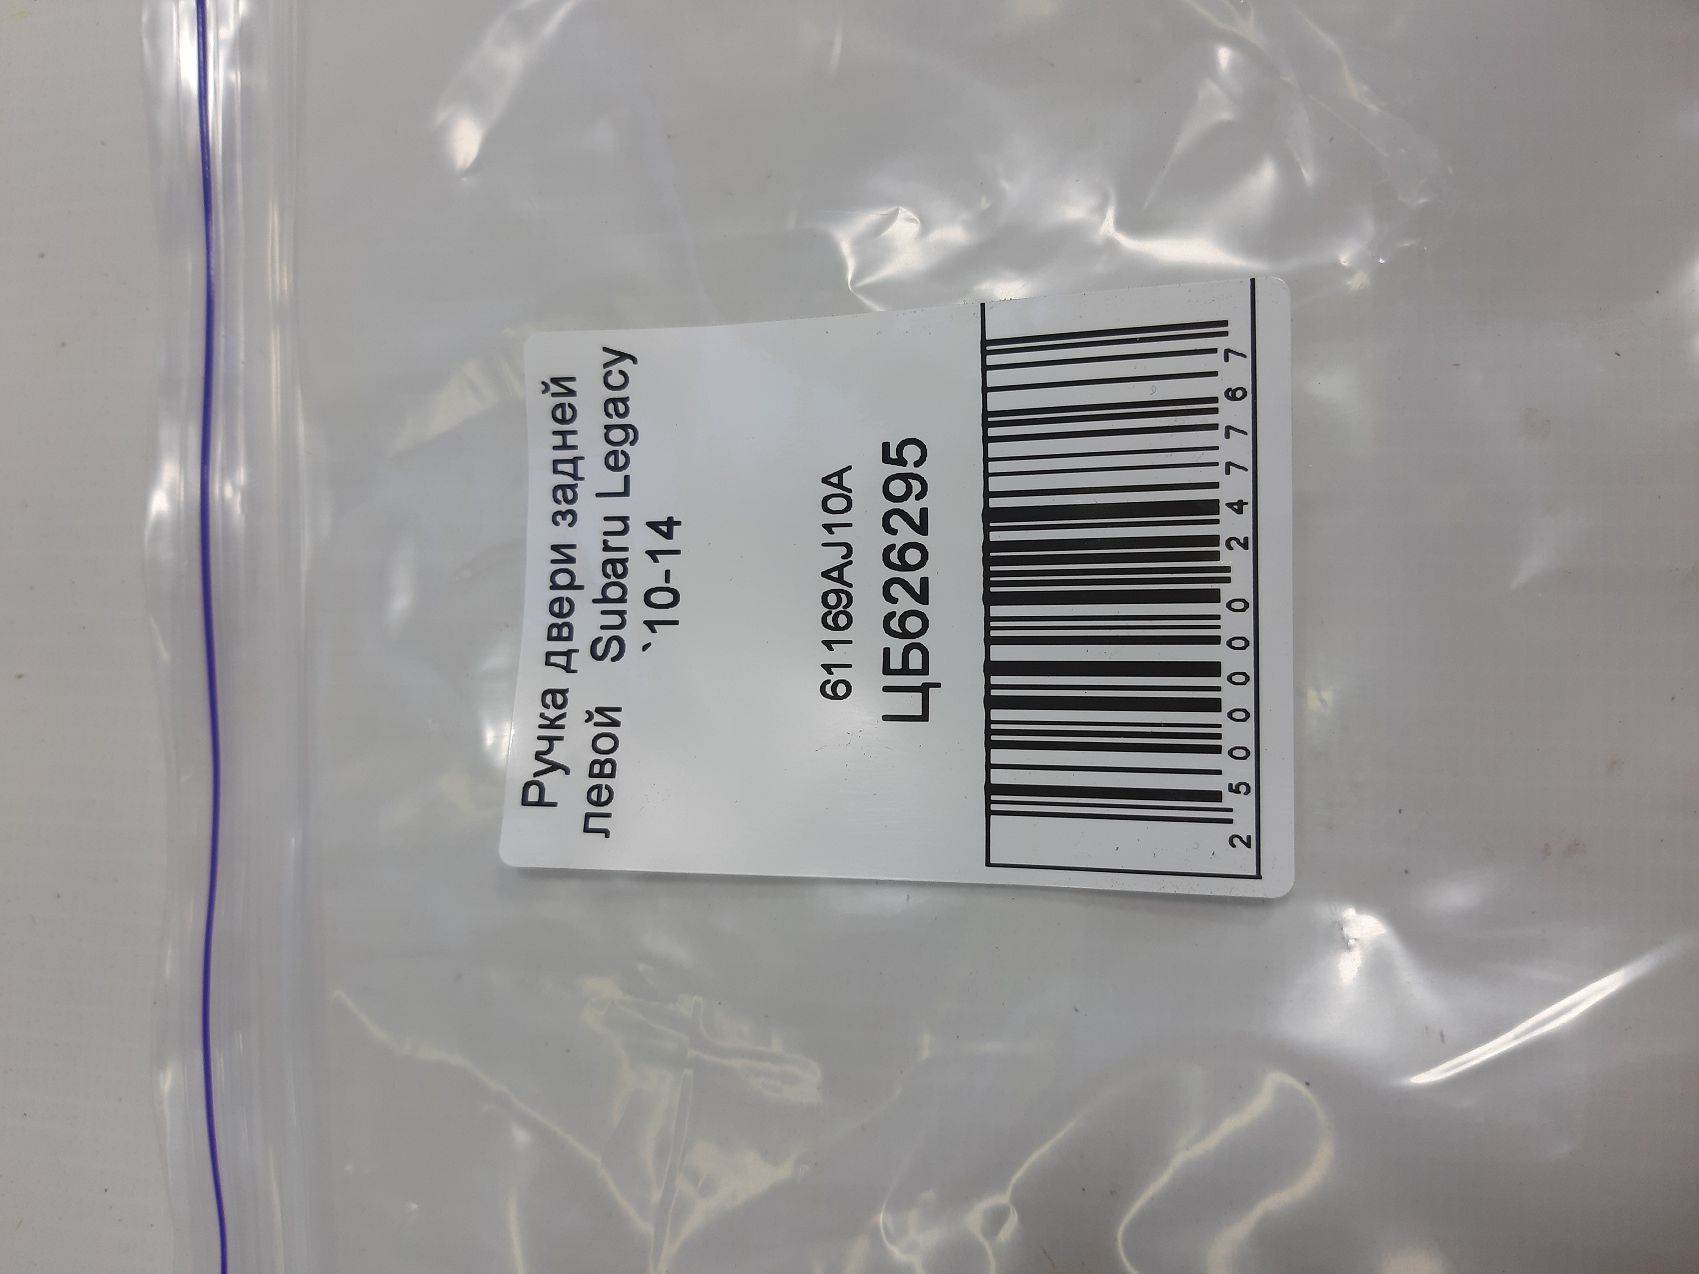 Ручка двери задней
левой Subaru Legacy
`10-14
61169AJ10A
ЦБ626295
2500000247767